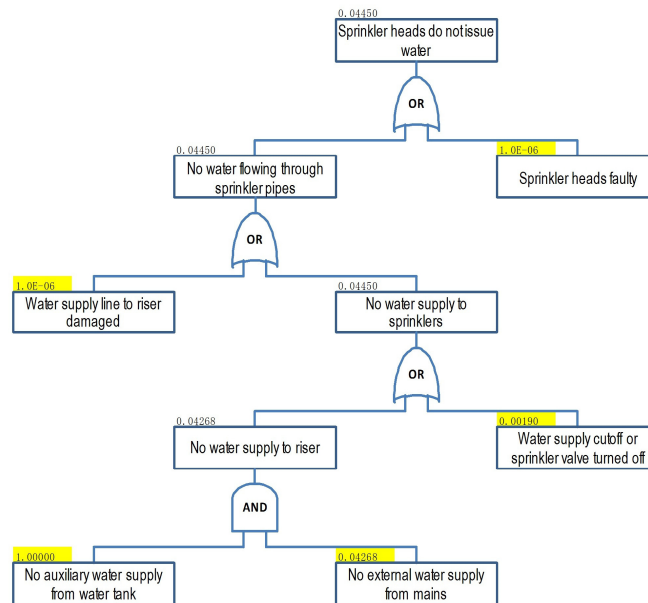 0.04450
Sprinkler heads do not issue
water
OR
0.04450
No water flowing through
sprinkler pipes
1.0E-06
Sprinkler heads faulty
OR
1.0E-06
Water supply line to riser
damaged
0.04450
No water supply to
sprinklers
OR
0.04268
No water supply to riser
0.00190
Water supply cutoff or
sprinkler valve turned off
AND
1.00000
No auxiliary water supply
from water tank
0.04268
No external water supply
from mains